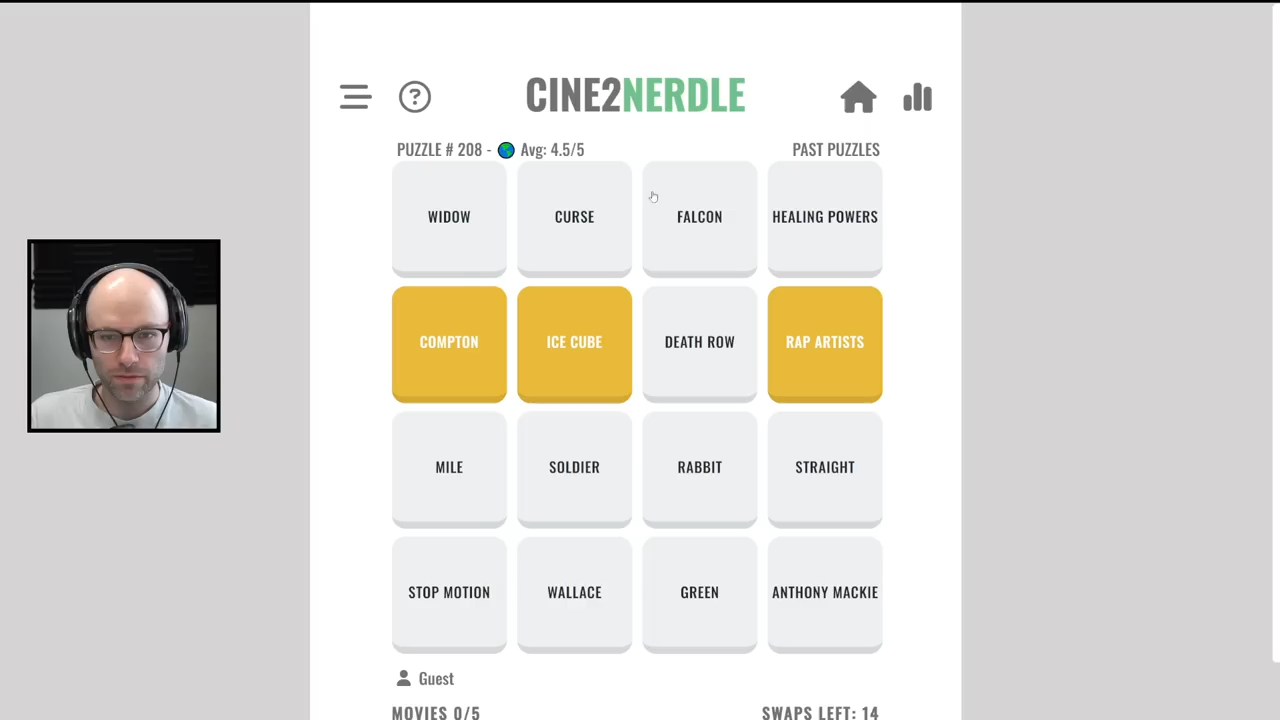 CINE2NERDLE
PUZZLE # 208 - Avg: 4.5/5 PAST PUZZLES
WIDOW CURSE FALCON HEALING POWERS
COMPTON ICE CUBE DEATH ROW RAP ARTISTS
MILE SOLDIER RABBIT STRAIGHT
STOP MOTION WALLACE GREEN ANTHONY MACKIE
Guest
MOVIES 0/5 SWAPS LEFT: 14